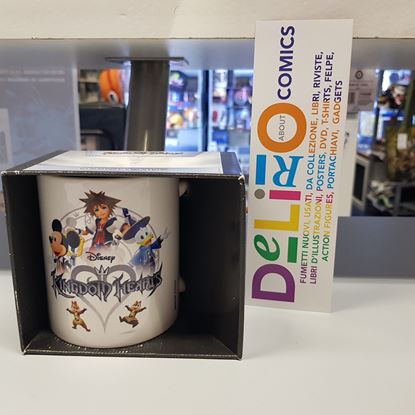 Disney
KINGDOM HEARTS
DeLiRiO
ABOUT
COMICS
FUMETTI NUOVI, USATI, DA COLLEZIONE, LIBRI, RIVISTE,
LIBRI D'ILLUSTRAZIONI, POSTERS, DVD, T-SHIRTS, FELPE,
ACTION FIGURES, PORTACHIAVI, GADGETS